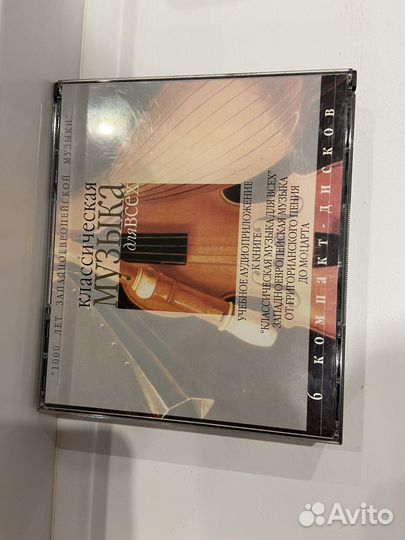 "1000 ЛЕТ ЗАПАДНОЕВРОПЕЙСКОЙ МУЗЫКИ"
классическая
музыка
для всех
УЧЕБНОЕ АУДИОПРИЛОЖЕНИЕ
К КНИГЕ
"КЛАССИЧЕСКАЯ МУЗЫКА ДЛЯ ВСЕХ"
ЗАПАДНОЕВРОПЕЙСКАЯ МУЗЫКА
ОТ ГРИГОРИАНСКОГО ПЕНИЯ
ДО МОЦАРТА
6 КОМПАКТ-ДИСКОВ
Avito